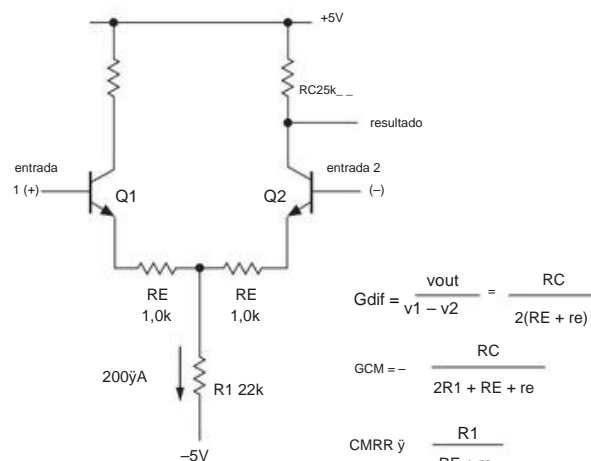 +5V
RC25k_ _
resultado
entrada
1 (+)
Q1
Q2
entrada 2
(–)
RE
1,0k
RE
1,0k
200ÿA
R1 22k
–5V
Gdif = vout / v1 – v2 = RC / 2(RE + re)
GCM = – RC / 2R1 + RE + re
CMRR ÿ R1